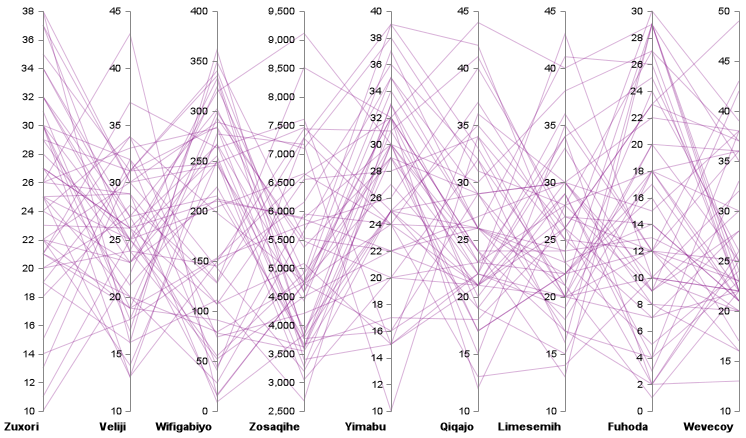 38 45 400 9,500 40 45 45 30 50
36 9,000 38 28
40 350 8,500 36 40 40 26 45
34 8,000 34 24
32 35 300 7,500 32 35 35 22 40
30 250 7,000 30 20
28 30 6,500 28 30 30 18 35
26 200 6,000 26 16
24 25 5,500 24 25 25 14 30
22 150 5,000 22 12
20 20 4,500 20 20 20 10 25
18 100 4,000 18 8
16 3,500 16 6 20
14 15 50 3,000 14 15 15 4 15
12 12 2
10 10 0 2,500 10 10 10 0 10
Zuxori Veliji Wifigabiyo Zosaqihe Yimabu Qiqajo Limesemih Fuhoda Wevecoy